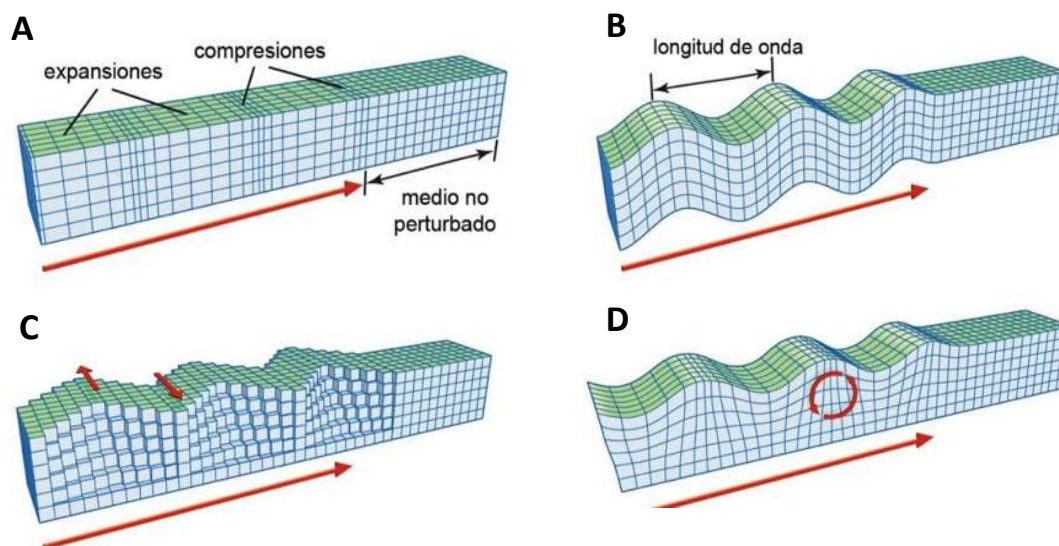 A
expansiones
compresiones
medio no
perturbado
B
longitud de onda
C
D